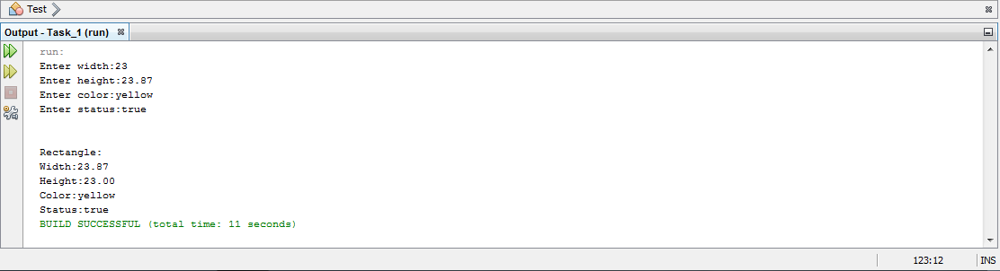 Test
Output - Task_1 (run)
run:
Enter width:23
Enter height:23.87
Enter color:yellow
Enter status:true
Rectangle:
Width:23.87
Height:23.00
Color:yellow
Status:true
BUILD SUCCESSFUL (total time: 11 seconds)
123:12
INS